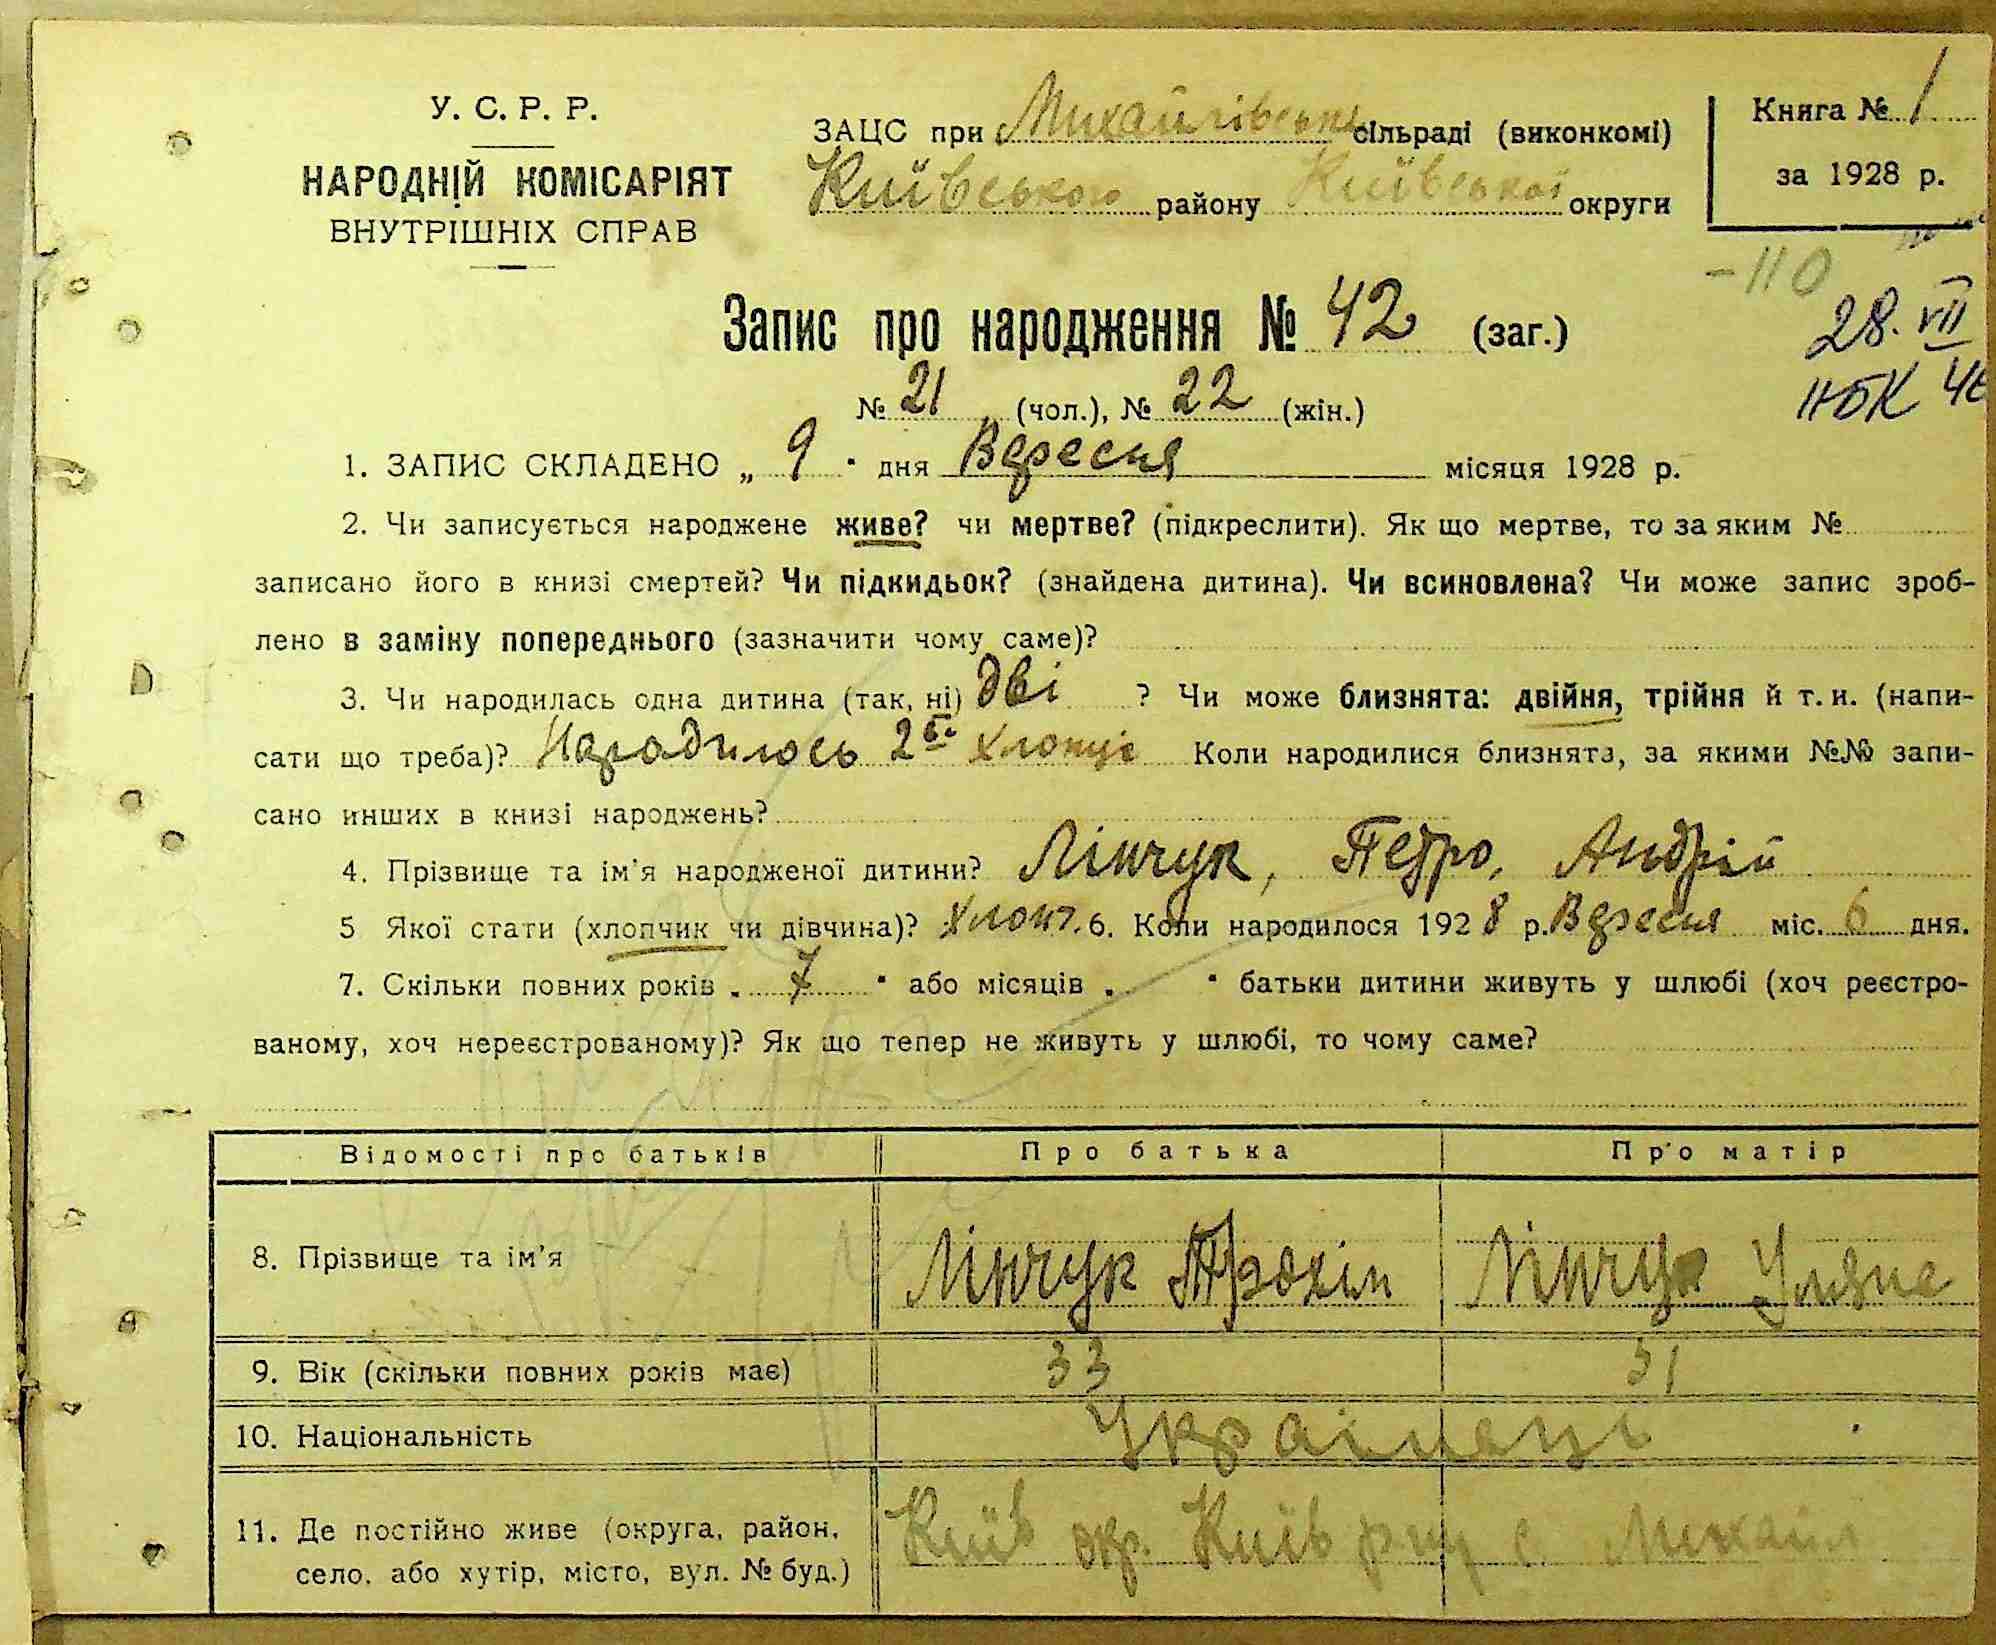 У. С. Р. Р.
НАРОДНІЙ КОМІСАРІЯТ
ВНУТРІШНІХ СПРАВ
ЗАЦС при Михайлівські сільраді (виконкомі)
Київського району Київської округи
Книга № 1
за 1928 р.
-110
28. VII
Запис про народження № 42 (заг.)
№ 21 (чол.), № 22 (жін.)
1. ЗАПИС СКЛАДЕНО „ 9 " дня Вересня місяця 1928 р.
2. Чи записується народжене живе? чи мертве? (підкреслити). Як що мертве, то за яким №
записано його в книзі смертей? Чи підкидьок? (знайдена дитина). Чи всиновлена? Чи може запис зроб-
лено в заміну попереднього (зазначити чому саме)?
3. Чи народилась одна дитина (так, ні) дві ? Чи може близнята: двійня, трійня й т. и. (напи-
сати що треба)? Народилось 2 хлопці Коли народилися близнята, за якими №№ запи-
сано инших в книзі народжень?
4. Прізвище та ім'я народженої дитини? Лінчук, Петро, Андрій
5 Якої стати (хлопчик чи дівчина)? Хлопч. 6. Коли народилося 1928 р. Вересня міс. 6 дня.
7. Скільки повних років „ 7 " або місяців „ " батьки дитини живуть у шлюбі (хоч реєстро-
ваному, хоч нереєстрованому)? Як що тепер не живуть у шлюбі, то чому саме?
Відомості про батьків Про батька Про матір
8. Прізвище та ім'я Лінчук Трохім Лінчук Уляна
9. Вік (скільки повних років має) 33 31
10. Національність Українець
11. Де постійно живе (округа, район, Київ окр. Київ р-ну с. Михайл
село, або хутір, місто, вул. № буд.)